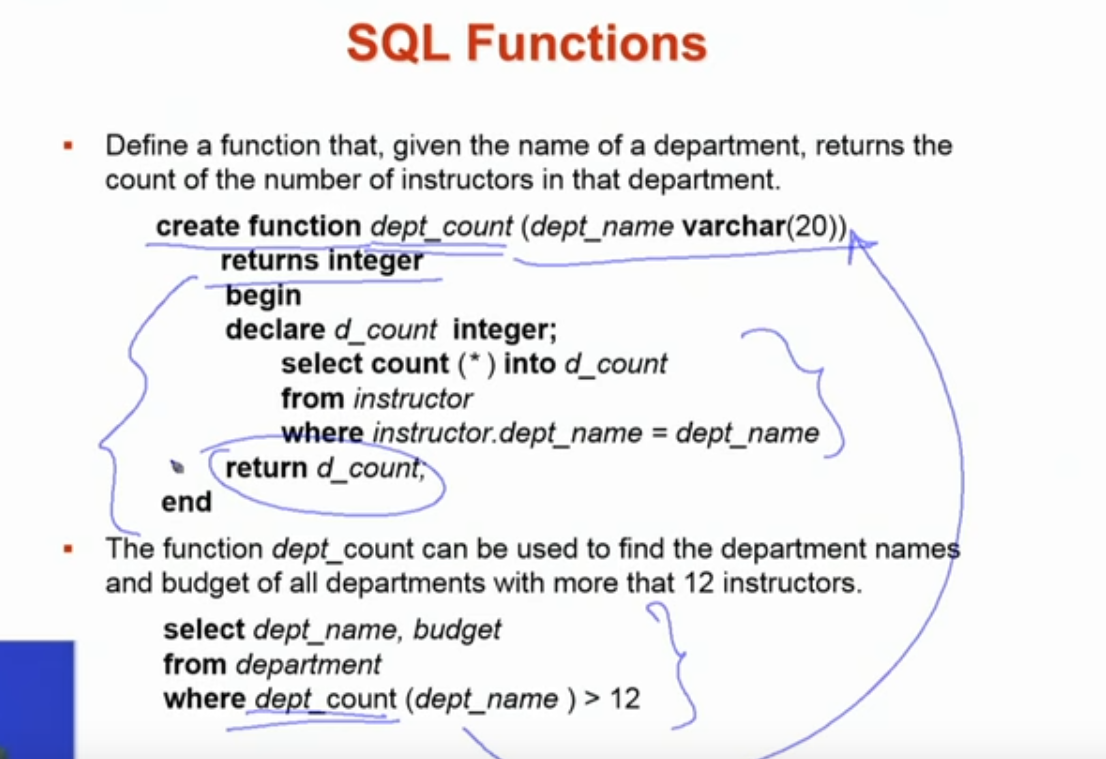 SQL Functions
Define a function that, given the name of a department, returns the
count of the number of instructors in that department.
create function dept_count (dept_name varchar(20))
returns integer
begin
declare d_count integer;
select count (* ) into d_count
from instructor
where instructor.dept_name = dept_name
return d_count;
end
The function dept_count can be used to find the department names
and budget of all departments with more that 12 instructors.
select dept_name, budget
from department
where dept_count (dept_name ) > 12